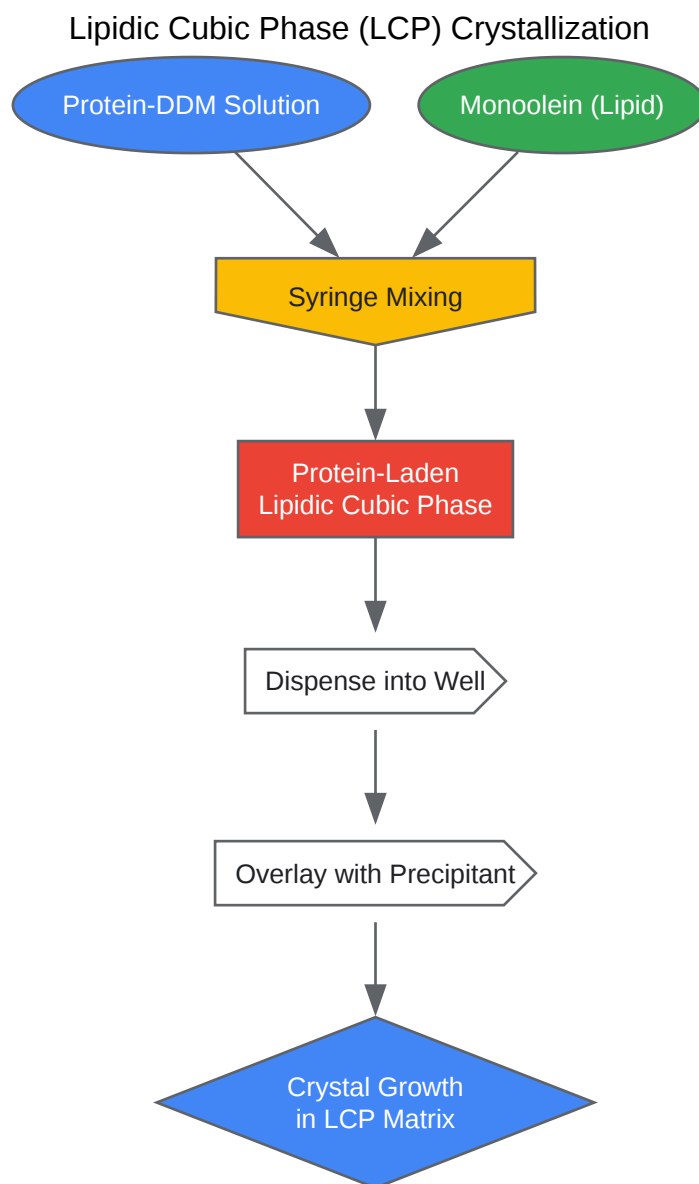 Lipidic Cubic Phase (LCP) Crystallization
Protein-DDM Solution
Monoolein (Lipid)
Syringe Mixing
Protein-Laden
Lipidic Cubic Phase
Dispense into Well
Overlay with Precipitant
Crystal Growth
in LCP Matrix